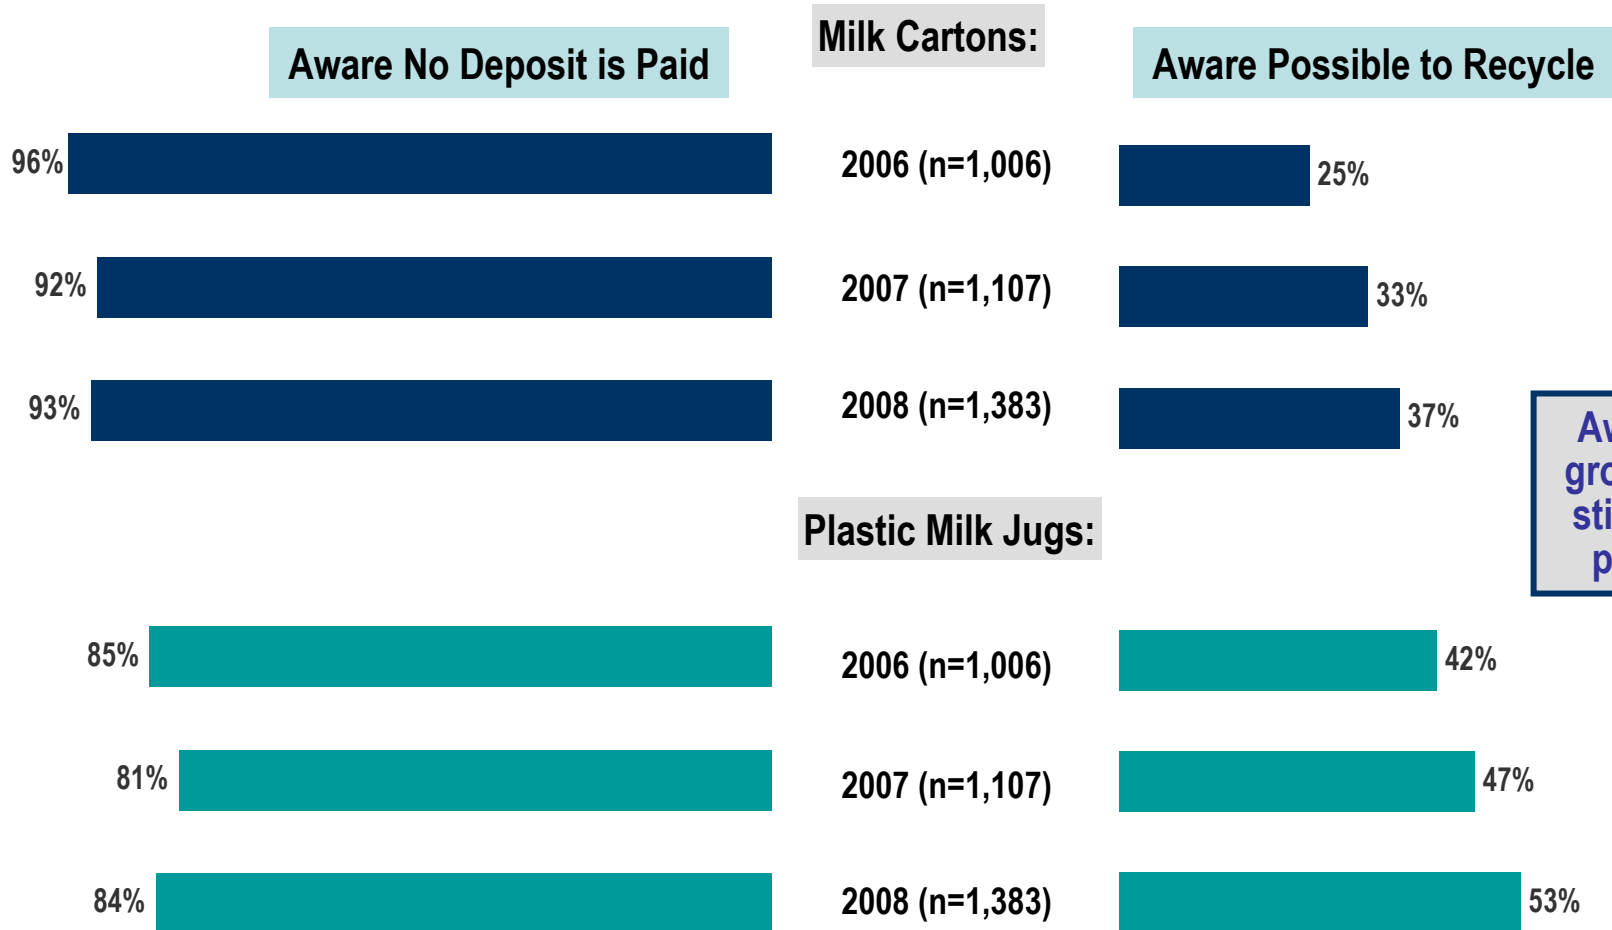 Milk Cartons:
Aware No Deposit is Paid
Aware Possible to Recycle
96%
2006 (n=1,006)
25%
92%
2007 (n=1,107)
33%
93%
2008 (n=1,383)
37%
Plastic Milk Jugs:
85%
2006 (n=1,006)
42%
81%
2007 (n=1,107)
47%
84%
2008 (n=1,383)
53%